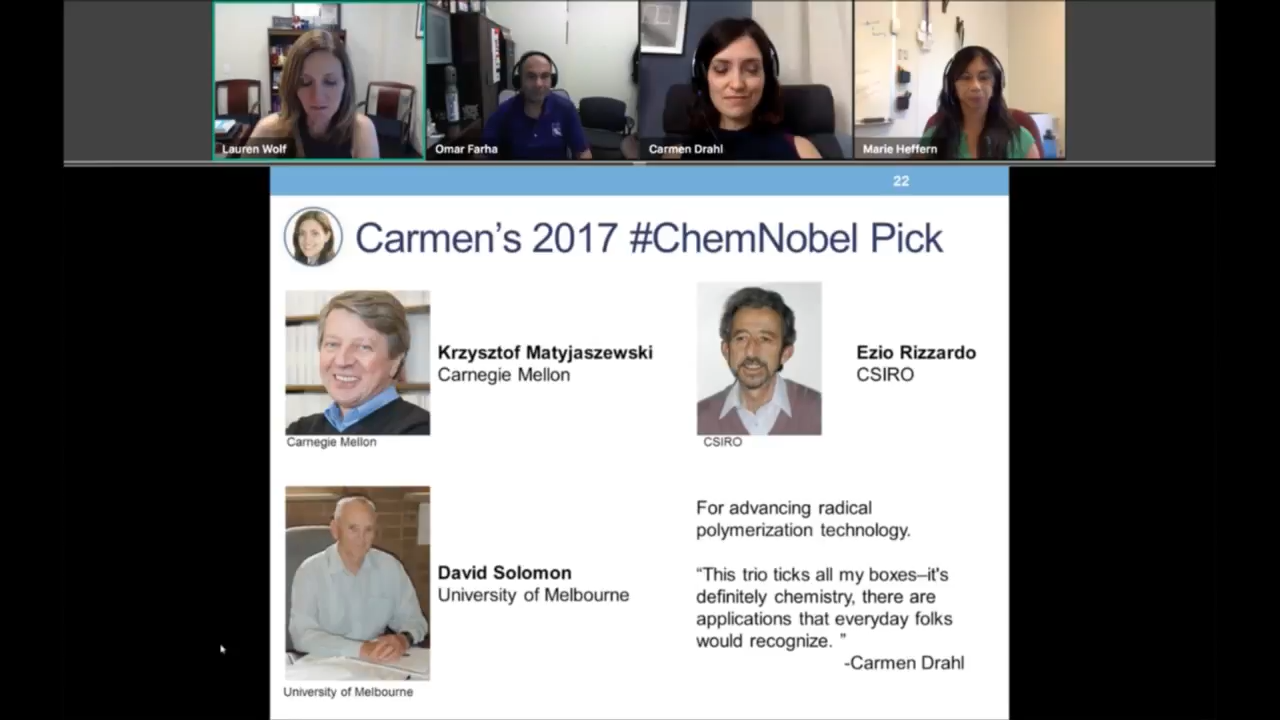 Lauren Wolf
Omar Farha
Carmen Drahl
Marie Heffern
22
Carmen’s 2017 #ChemNobel Pick
Krzysztof Matyjaszewski
Carnegie Mellon
Carnegie Mellon
Ezio Rizzardo
CSIRO
CSIRO
David Solomon
University of Melbourne
University of Melbourne
For advancing radical
polymerization technology.
“This trio ticks all my boxes–it's
definitely chemistry, there are
applications that everyday folks
would recognize. ”
-Carmen Drahl